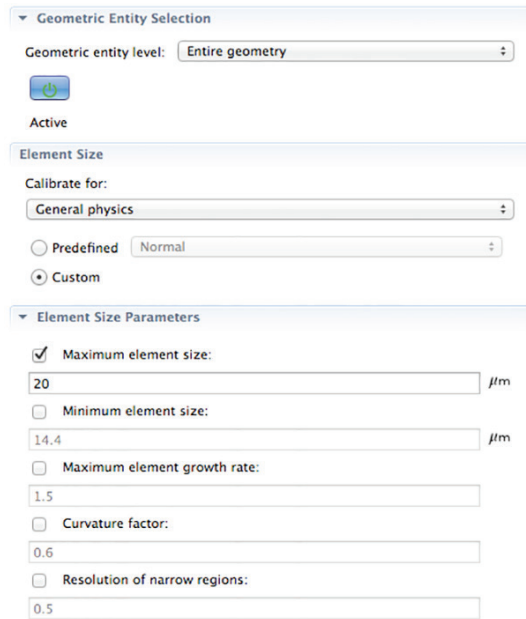 Geometric Entity Selection
Geometric entity level: Entire geometry
Active
Element Size
Calibrate for:
General physics
Predefined Normal
Custom
Element Size Parameters
Maximum element size:
20 μm
Minimum element size:
14.4 μm
Maximum element growth rate:
1.5
Curvature factor:
0.6
Resolution of narrow regions:
0.5